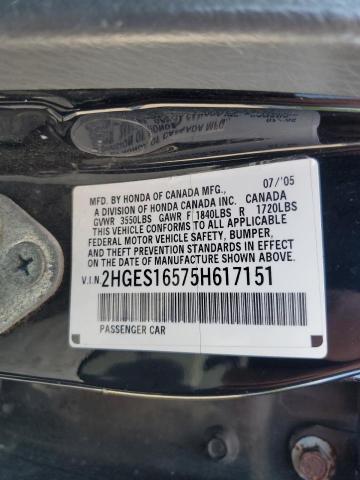 MFD. BY HONDA OF CANADA MFG., 07/'05
A DIVISION OF HONDA CANADA INC. CANADA
GVWR 3550LBS GAWR F 1840LBS R 1720LBS
THIS VEHICLE CONFORMS TO ALL APPLICABLE
FEDERAL MOTOR VEHICLE SAFETY, BUMPER,
AND THEFT PREVENTION STANDARDS IN EFFECT
ON THE DATE OF MANUFACTURE SHOWN ABOVE.
V.I.N. 2HGES16575H617151
PASSENGER CAR